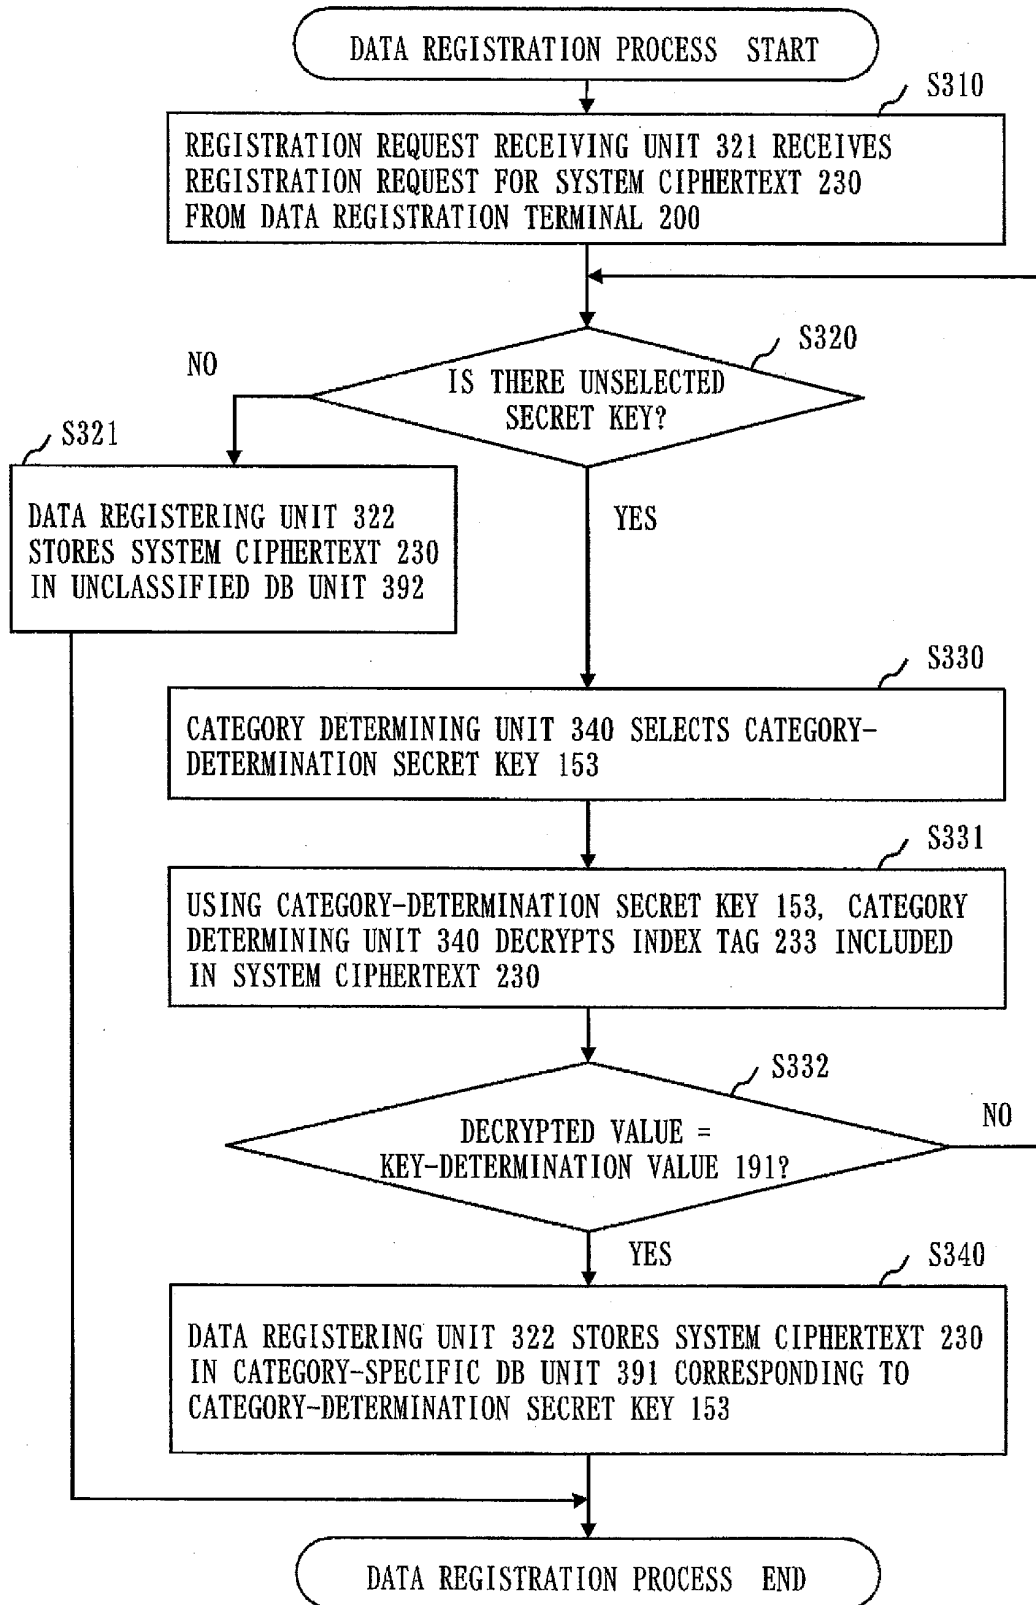 DATA REGISTRATION PROCESS START
S310
REGISTRATION REQUEST RECEIVING UNIT 321 RECEIVES
REGISTRATION REQUEST FOR SYSTEM CIPHERTEXT 230
FROM DATA REGISTRATION TERMINAL 200
S320
NO
IS THERE UNSELECTED
SECRET KEY?
S321
DATA REGISTERING UNIT 322
STORES SYSTEM CIPHERTEXT 230
IN UNCLASSIFIED DB UNIT 392
YES
S330
CATEGORY DETERMINING UNIT 340 SELECTS CATEGORY-
DETERMINATION SECRET KEY 153
S331
USING CATEGORY-DETERMINATION SECRET KEY 153, CATEGORY
DETERMINING UNIT 340 DECRYPTS INDEX TAG 233 INCLUDED
IN SYSTEM CIPHERTEXT 230
S332
NO
DECRYPTED VALUE =
KEY-DETERMINATION VALUE 191?
YES
S340
DATA REGISTERING UNIT 322 STORES SYSTEM CIPHERTEXT 230
IN CATEGORY-SPECIFIC DB UNIT 391 CORRESPONDING TO
CATEGORY-DETERMINATION SECRET KEY 153
DATA REGISTRATION PROCESS END